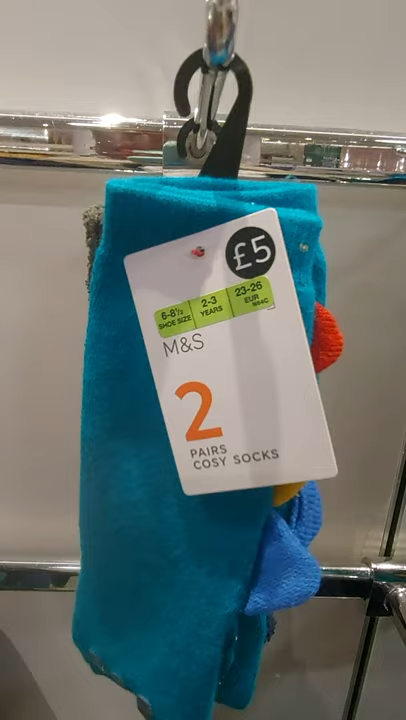 £5
6-8½ 2-3 23-26
SHOE SIZE YEARS EUR
M&S
2
PAIRS
COSY SOCKS